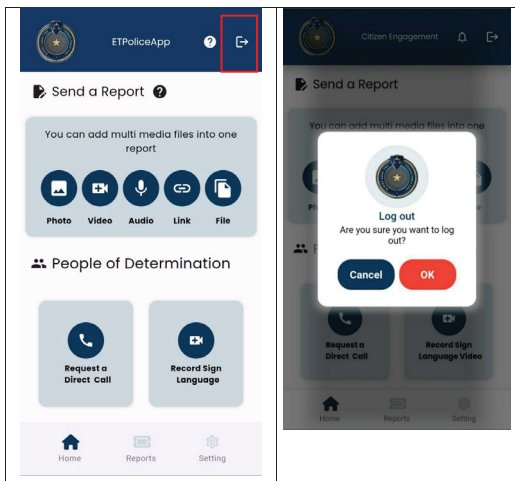 ETPoliceApp
Send a Report
You can add multi media files into one
report
Photo Video Audio Link File
People of Determination
Request a
Direct Call
Record Sign
Language
Home Reports Setting
Citizen Engagement
Send a Report
You can add multi media files into one
Log out
Are you sure you want to log
out?
Cancel OK
Request a
Direct Call
Record Sign
Language Video
Home Reports Setting